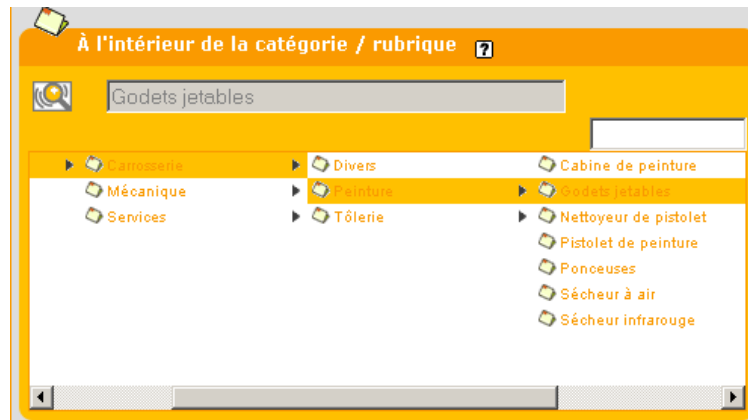 À l'intérieur de la catégorie / rubrique ?
Godets jetables
Carrosserie
Mécanique
Services
Divers
Peinture
Tôlerie
Cabine de peinture
Godets jetables
Nettoyeur de pistolet
Pistolet de peinture
Ponceuses
Sécheur à air
Sécheur infrarouge